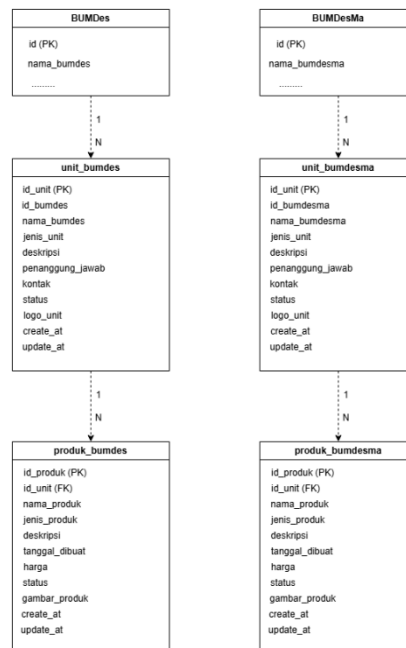 BUMDes
id (PK)
nama_bumdes
.........
1
N
unit_bumdes
id_unit (PK)
id_bumdes
nama_bumdes
jenis_unit
deskripsi
penanggung_jawab
kontak
status
logo_unit
create_at
update_at
1
N
produk_bumdes
id_produk (PK)
id_unit (FK)
nama_produk
jenis_produk
deskripsi
tanggal_dibuat
harga
status
gambar_produk
create_at
update_at
BUMDesMa
id (PK)
nama_bumdesma
.........
1
N
unit_bumdesma
id_unit (PK)
id_bumdesma
nama_bumdesma
jenis_unit
deskripsi
penanggung_jawab
kontak
status
logo_unit
create_at
update_at
1
N
produk_bumdesma
id_produk (PK)
id_unit (FK)
nama_produk
jenis_produk
deskripsi
tanggal_dibuat
harga
status
gambar_produk
create_at
update_at